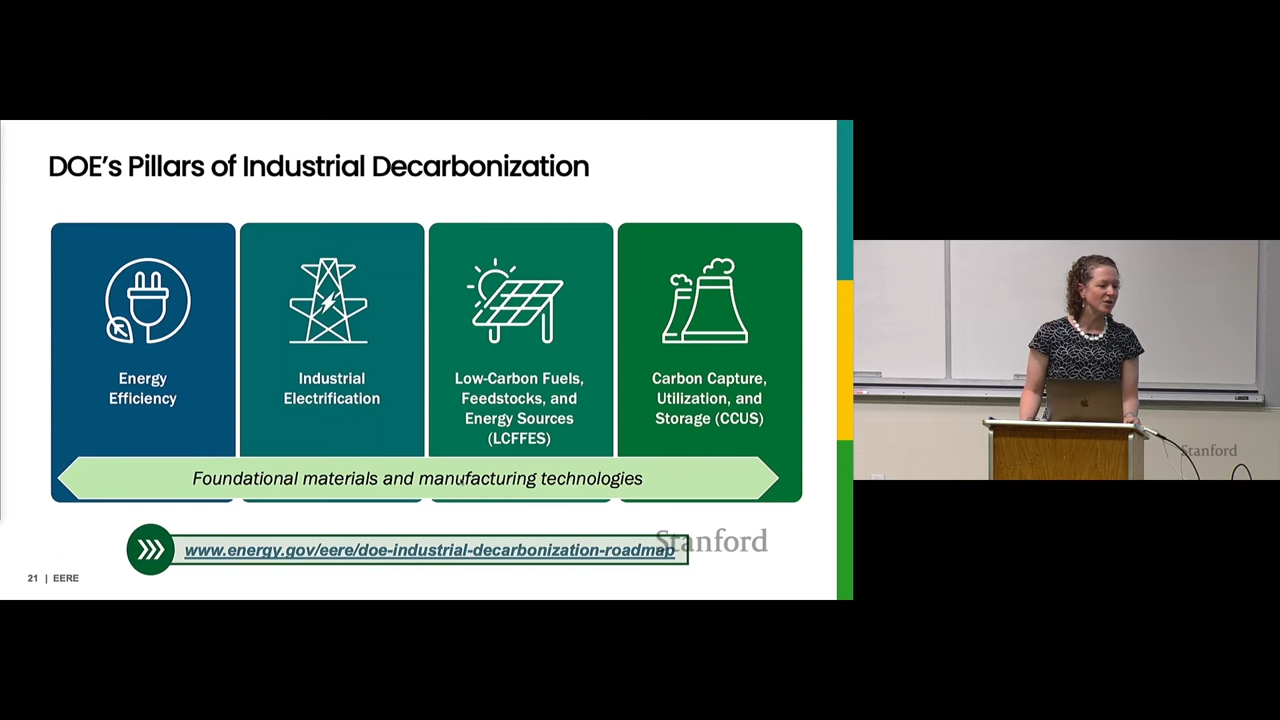 DOE's Pillars of Industrial Decarbonization
Energy
Efficiency
Industrial
Electrification
Low-Carbon Fuels,
Feedstocks, and
Energy Sources
(LCFFES)
Carbon Capture,
Utilization, and
Storage (CCUS)
Foundational materials and manufacturing technologies
www.energy.gov/eere/doe-industrial-decarbonization-roadmap
Stanford
21 | EERE
Stanford